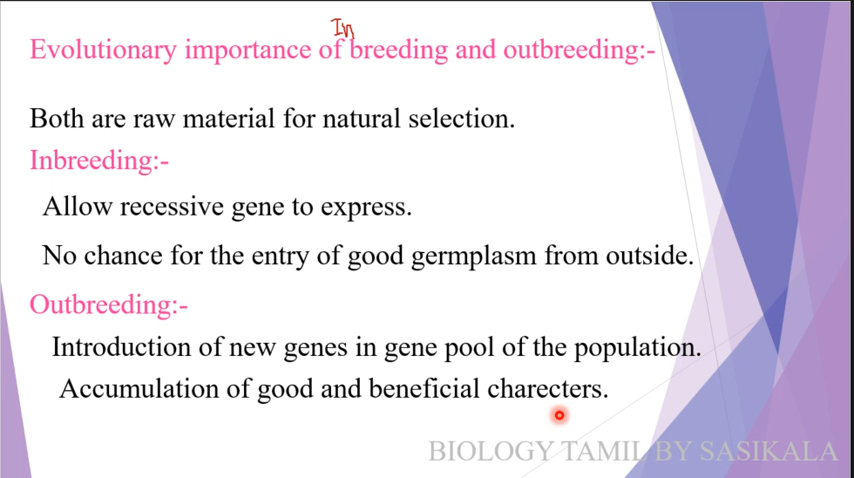 In
Evolutionary importance of breeding and outbreeding:-
Both are raw material for natural selection.
Inbreeding:-
Allow recessive gene to express.
No chance for the entry of good germplasm from outside.
Outbreeding:-
Introduction of new genes in gene pool of the population.
Accumulation of good and beneficial charecters.
BIOLOGY TAMIL BY SASIKALA